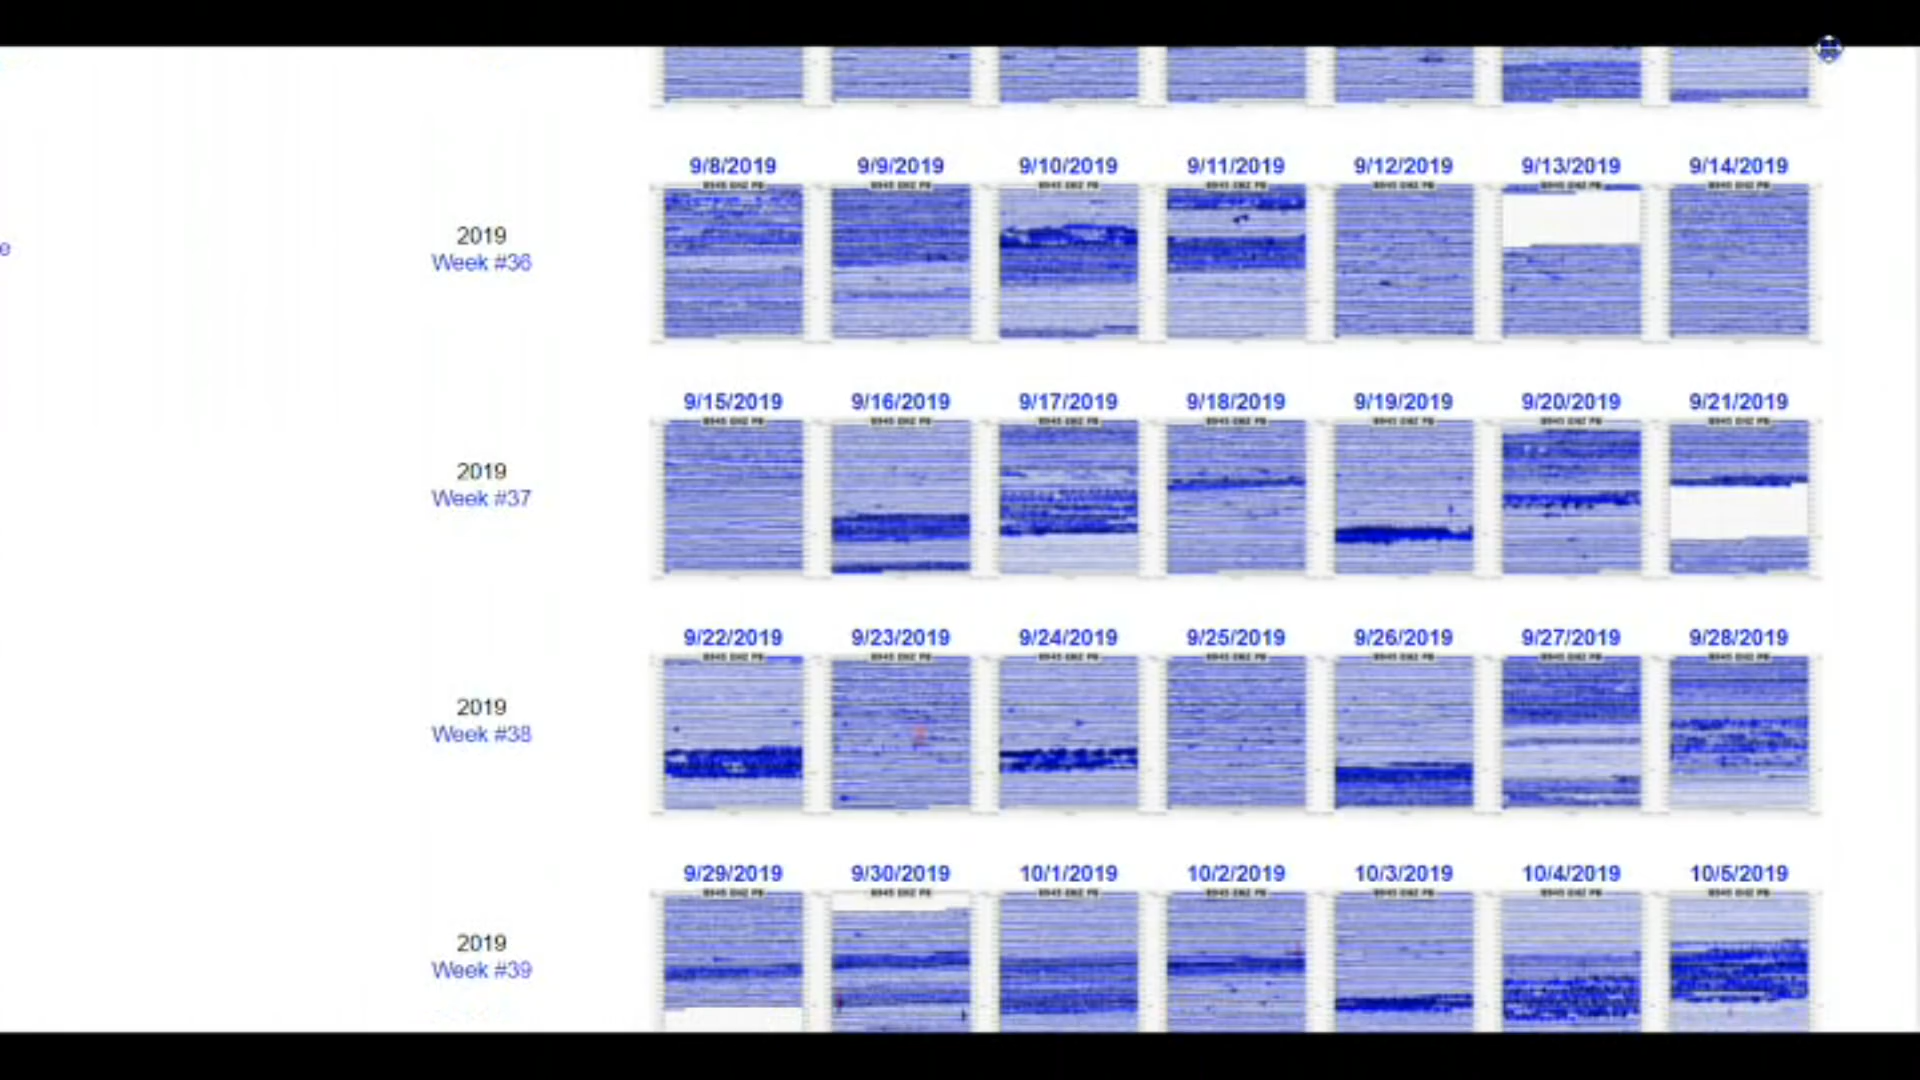 9/8/2019 9/9/2019 9/10/2019 9/11/2019 9/12/2019 9/13/2019 9/14/2019
2019
Week #36
e
9/15/2019 9/16/2019 9/17/2019 9/18/2019 9/19/2019 9/20/2019 9/21/2019
2019
Week #37
9/22/2019 9/23/2019 9/24/2019 9/25/2019 9/26/2019 9/27/2019 9/28/2019
2019
Week #38
9/29/2019 9/30/2019 10/1/2019 10/2/2019 10/3/2019 10/4/2019 10/5/2019
2019
Week #39